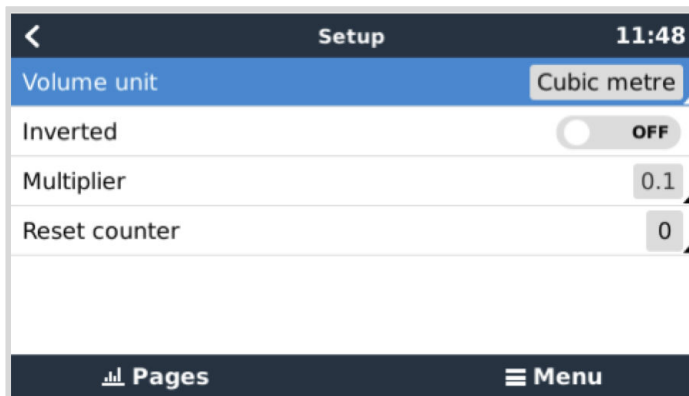 Setup 11:48
Volume unit Cubic metre
Inverted OFF
Multiplier 0.1
Reset counter 0
Pages Menu